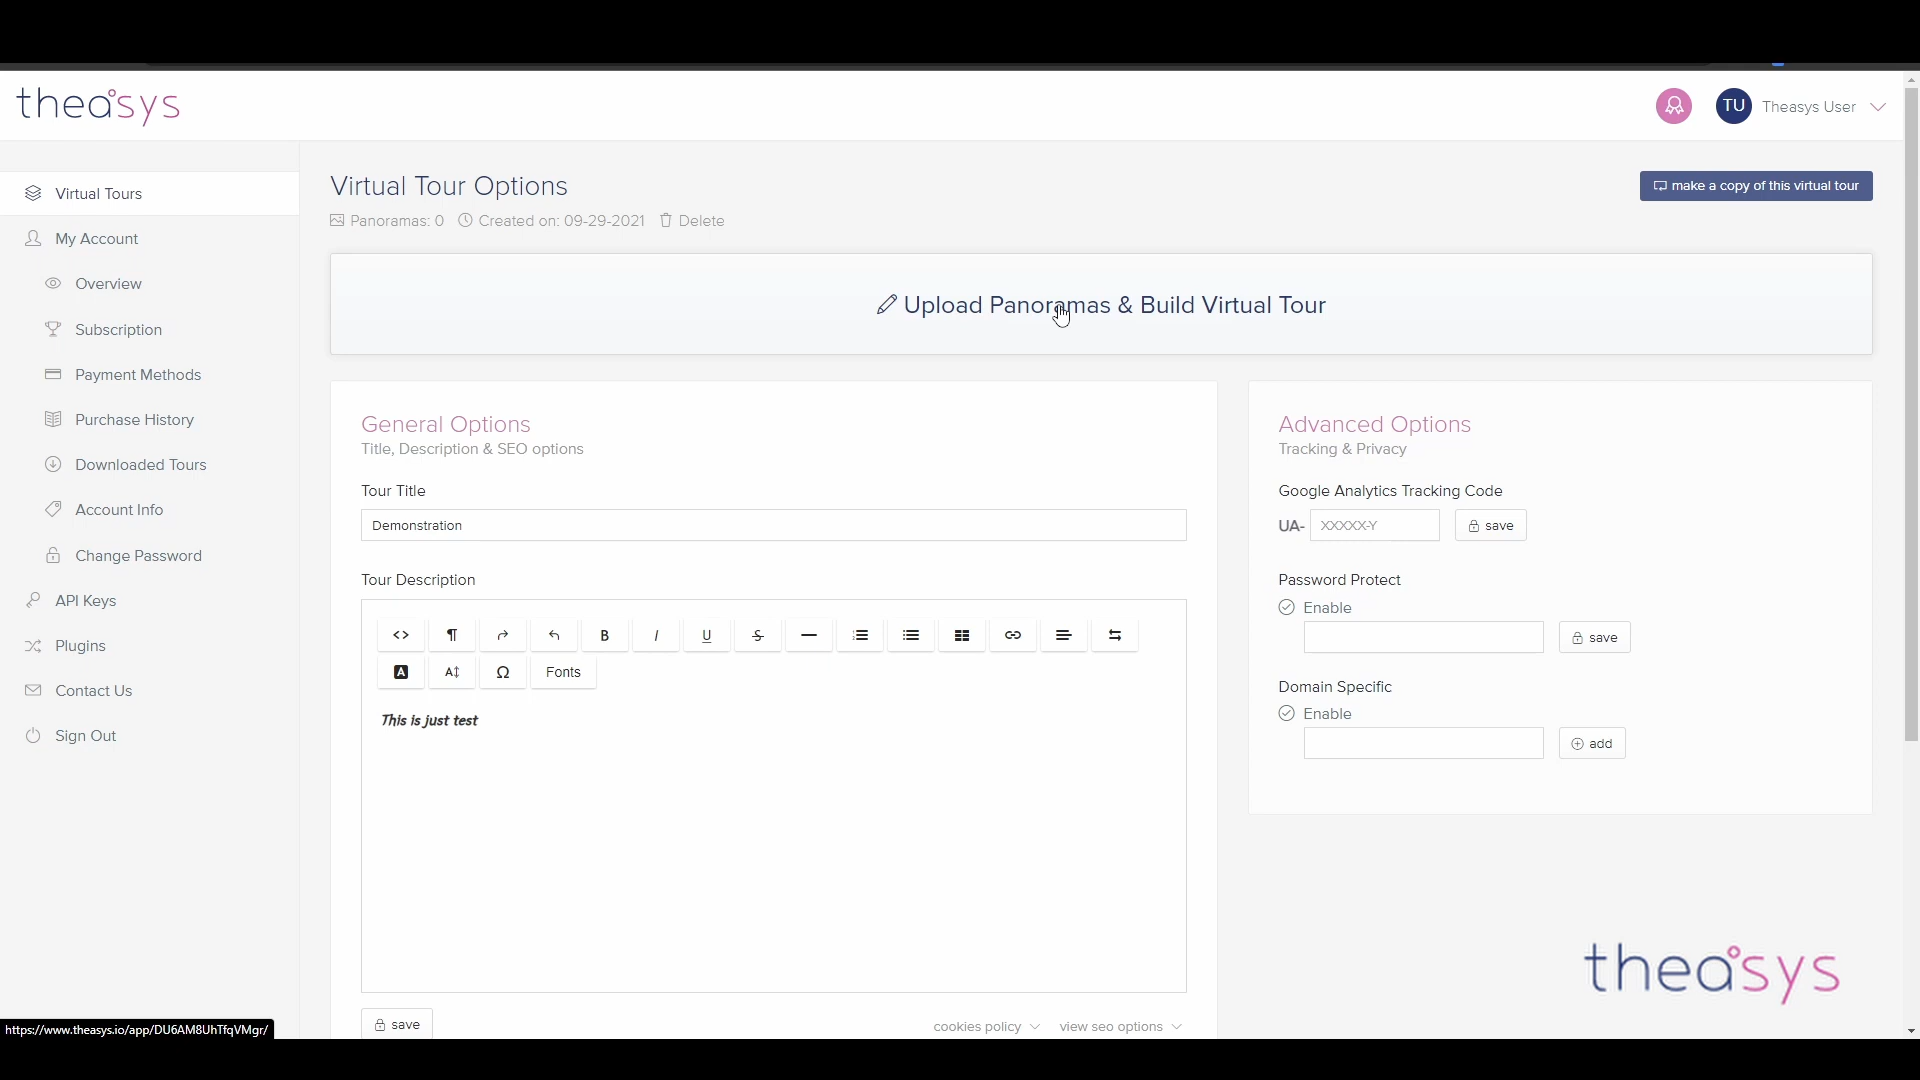 theasys
TU Theasys User
Virtual Tours
My Account
Overview
Subscription
Payment Methods
Purchase History
Downloaded Tours
Account Info
Change Password
API Keys
Plugins
Contact Us
Sign Out
Virtual Tour Options
make a copy of this virtual tour
Panoramas: 0 Created on: 09-29-2021 Delete
Upload Panoramas & Build Virtual Tour
General Options
Title, Description & SEO options
Tour Title
Demonstration
Tour Description
<> ¶ B I U S
A A Ω Fonts
This is just test
save
cookies policy view seo options
Advanced Options
Tracking & Privacy
Google Analytics Tracking Code
UA- XXXXX-Y save
Password Protect
Enable
save
Domain Specific
Enable
add
theasys
https://www.theasys.io/app/DU6AM8UhTfqVMgr/